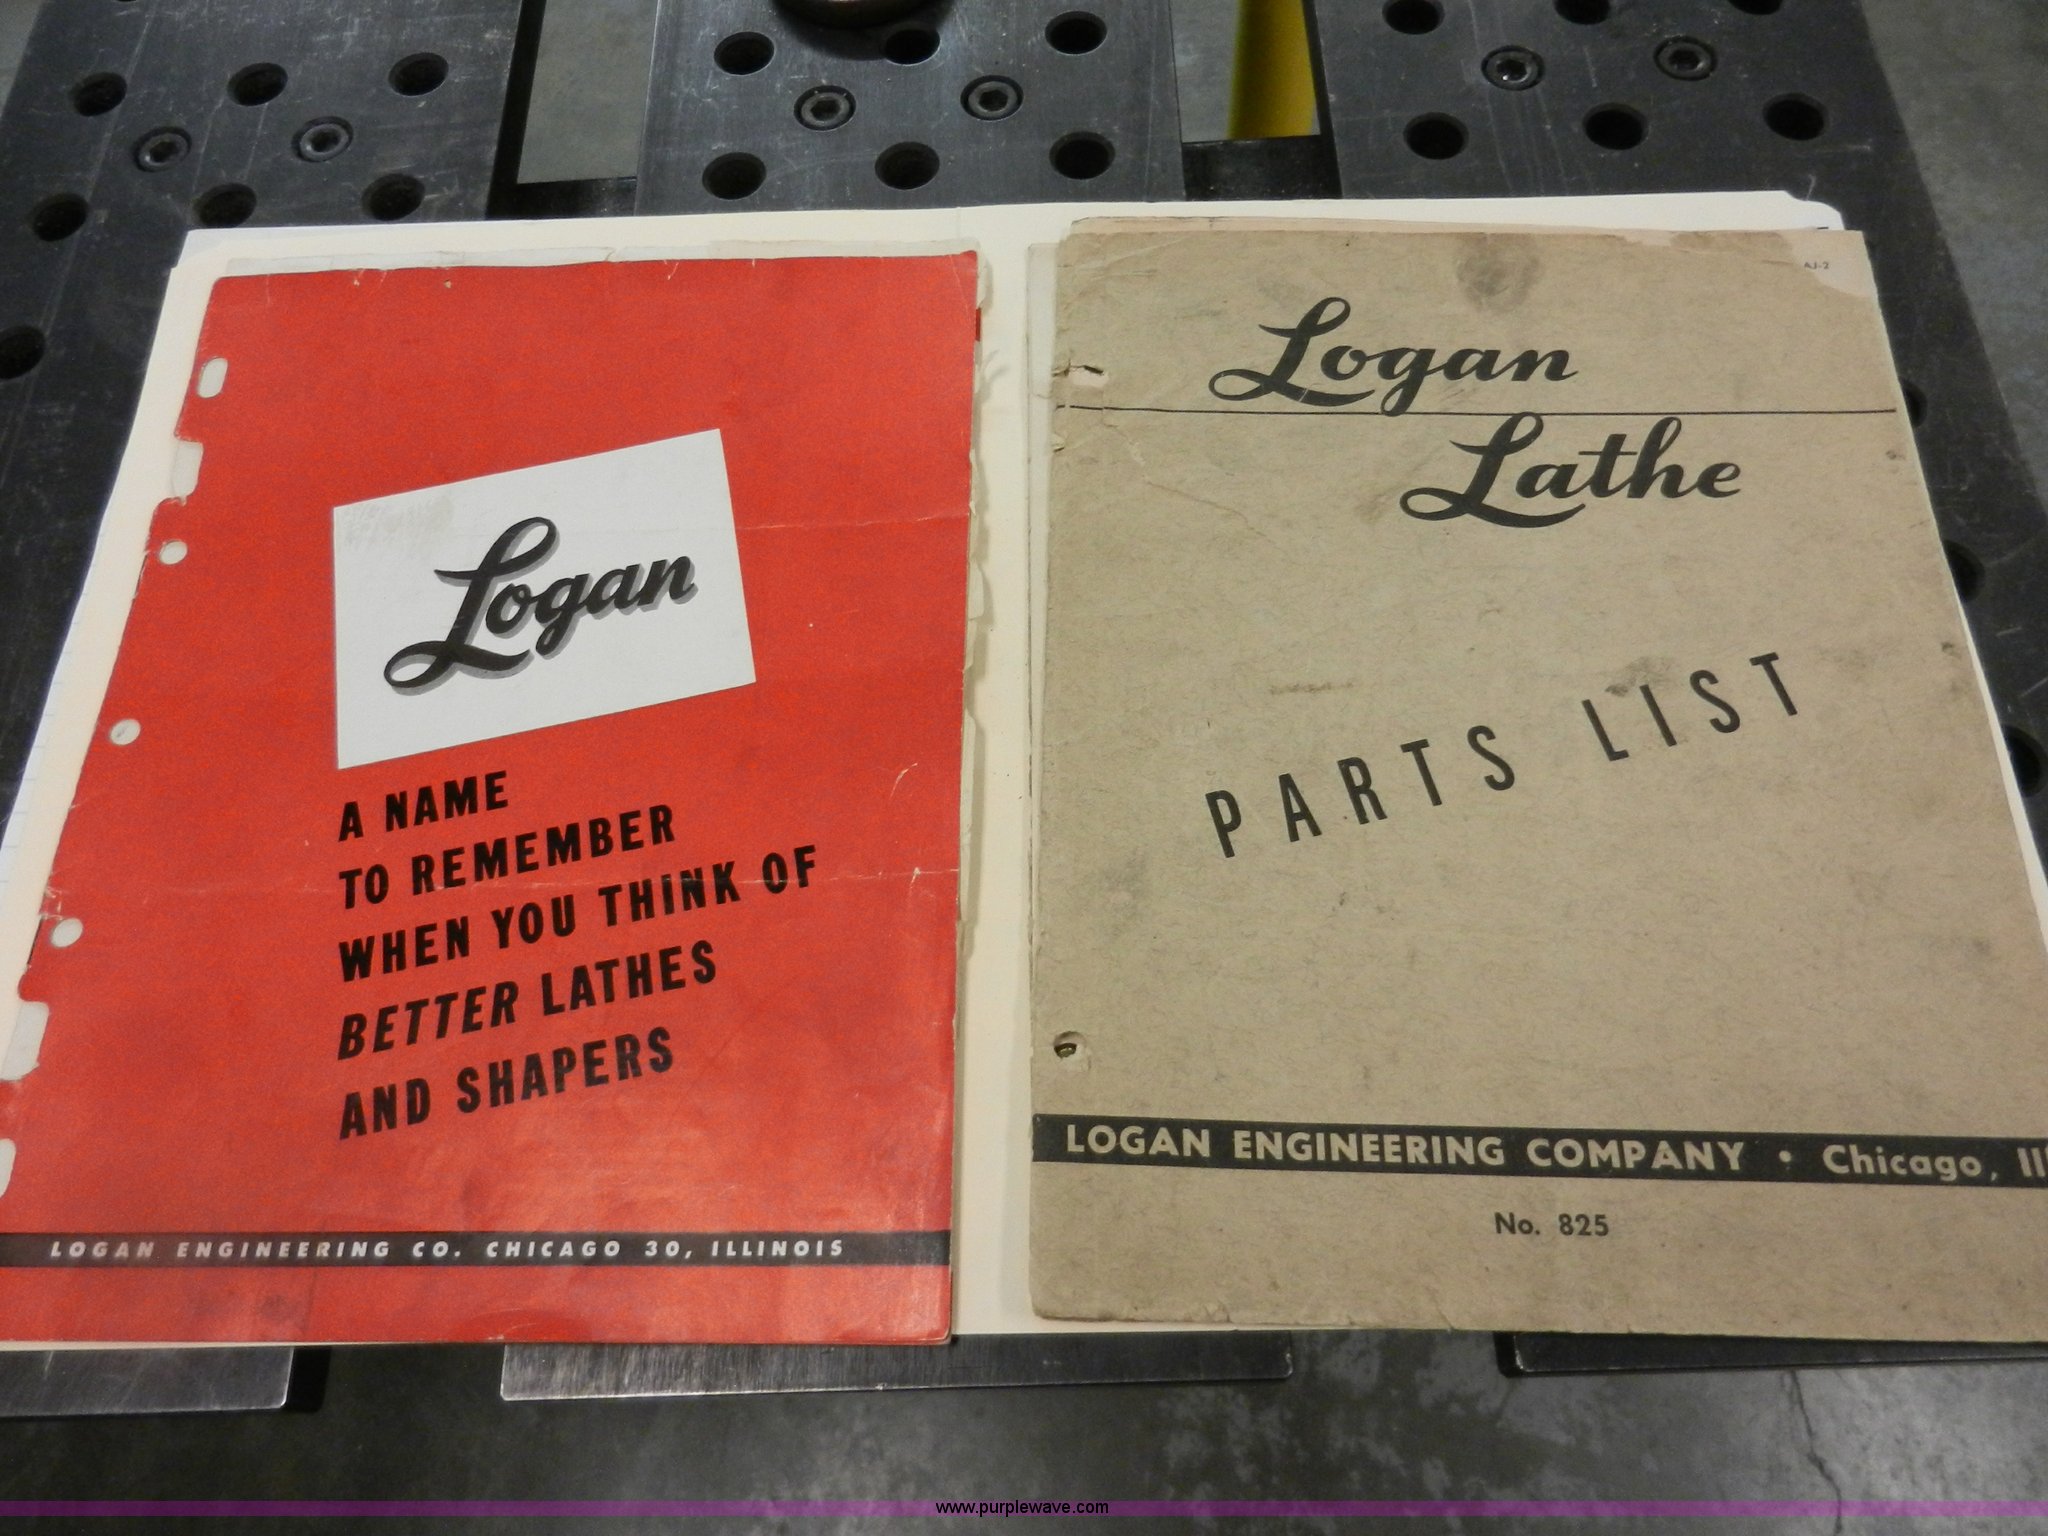 Logan
A NAME
TO REMEMBER
WHEN YOU THINK OF
BETTER LATHES
AND SHAPERS
LOGAN ENGINEERING CO. CHICAGO 30, ILLINOIS
AJ-2
Logan
Lathe
PARTS LIST
LOGAN ENGINEERING COMPANY • Chicago, Ill
No. 825
www.purplewave.com